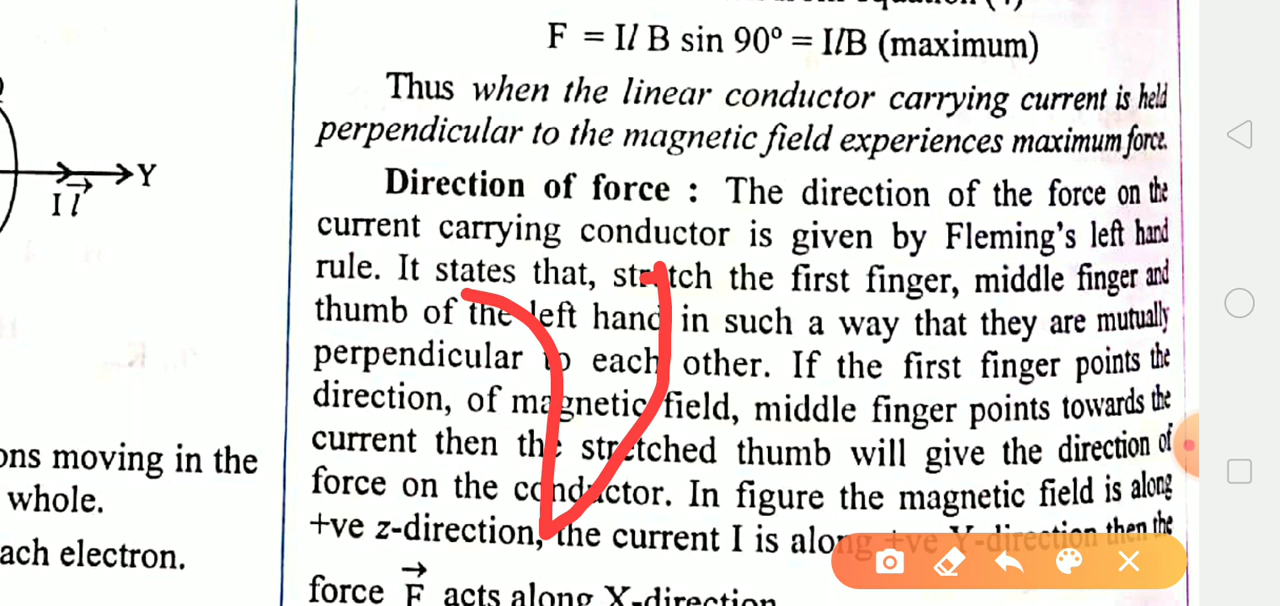 F = Il B sin 90° = IlB (maximum)
Thus when the linear conductor carrying current is held
perpendicular to the magnetic field experiences maximum force.
Y
I l
Direction of force : The direction of the force on the
current carrying conductor is given by Fleming's left hand
rule. It states that, stretch the first finger, middle finger and
thumb of the left hand in such a way that they are mutually
perpendicular to each other. If the first finger points the
direction, of magnetic field, middle finger points towards the
current then the stretched thumb will give the direction of
force on the conductor. In figure the magnetic field is along
+ve z-direction, the current I is along +ve Y-direction then the
force F acts along X-direction
ons moving in the
whole.
ach electron.